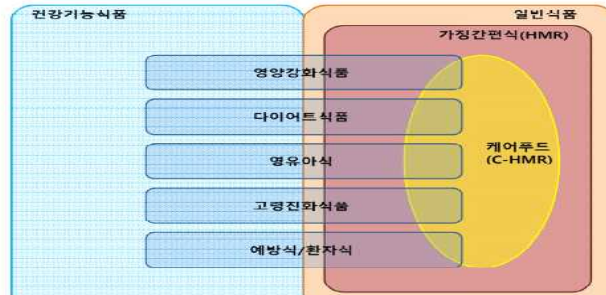 건강기능식품
일반식품
가정간편식(HMR)
영양강화식품
다이어트식품
케어푸드
(C-HMR)
영유아식
고령친화식품
예방식/환자식